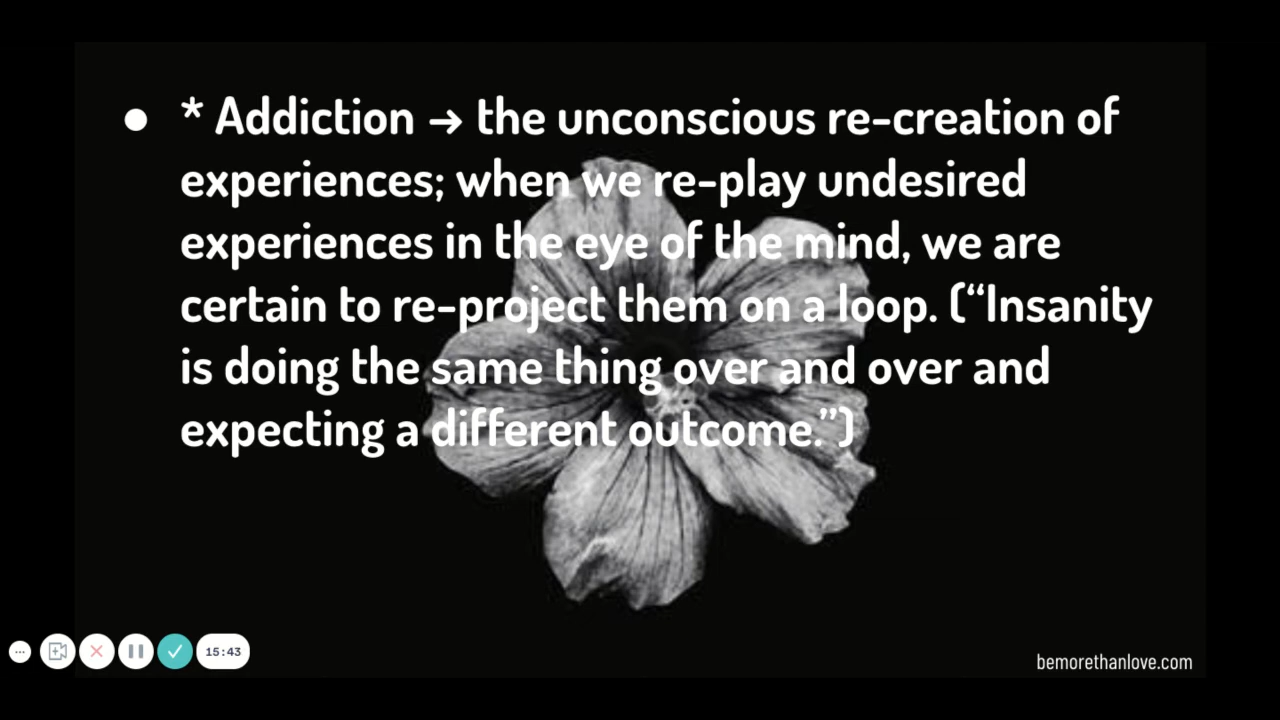 ● * Addiction → the unconscious re-creation of
experiences; when we re-play undesired
experiences in the eye of the mind, we are
certain to re-project them on a loop. (“Insanity
is doing the same thing over and over and
expecting a different outcome.”)
15:43
bemorethanlove.com